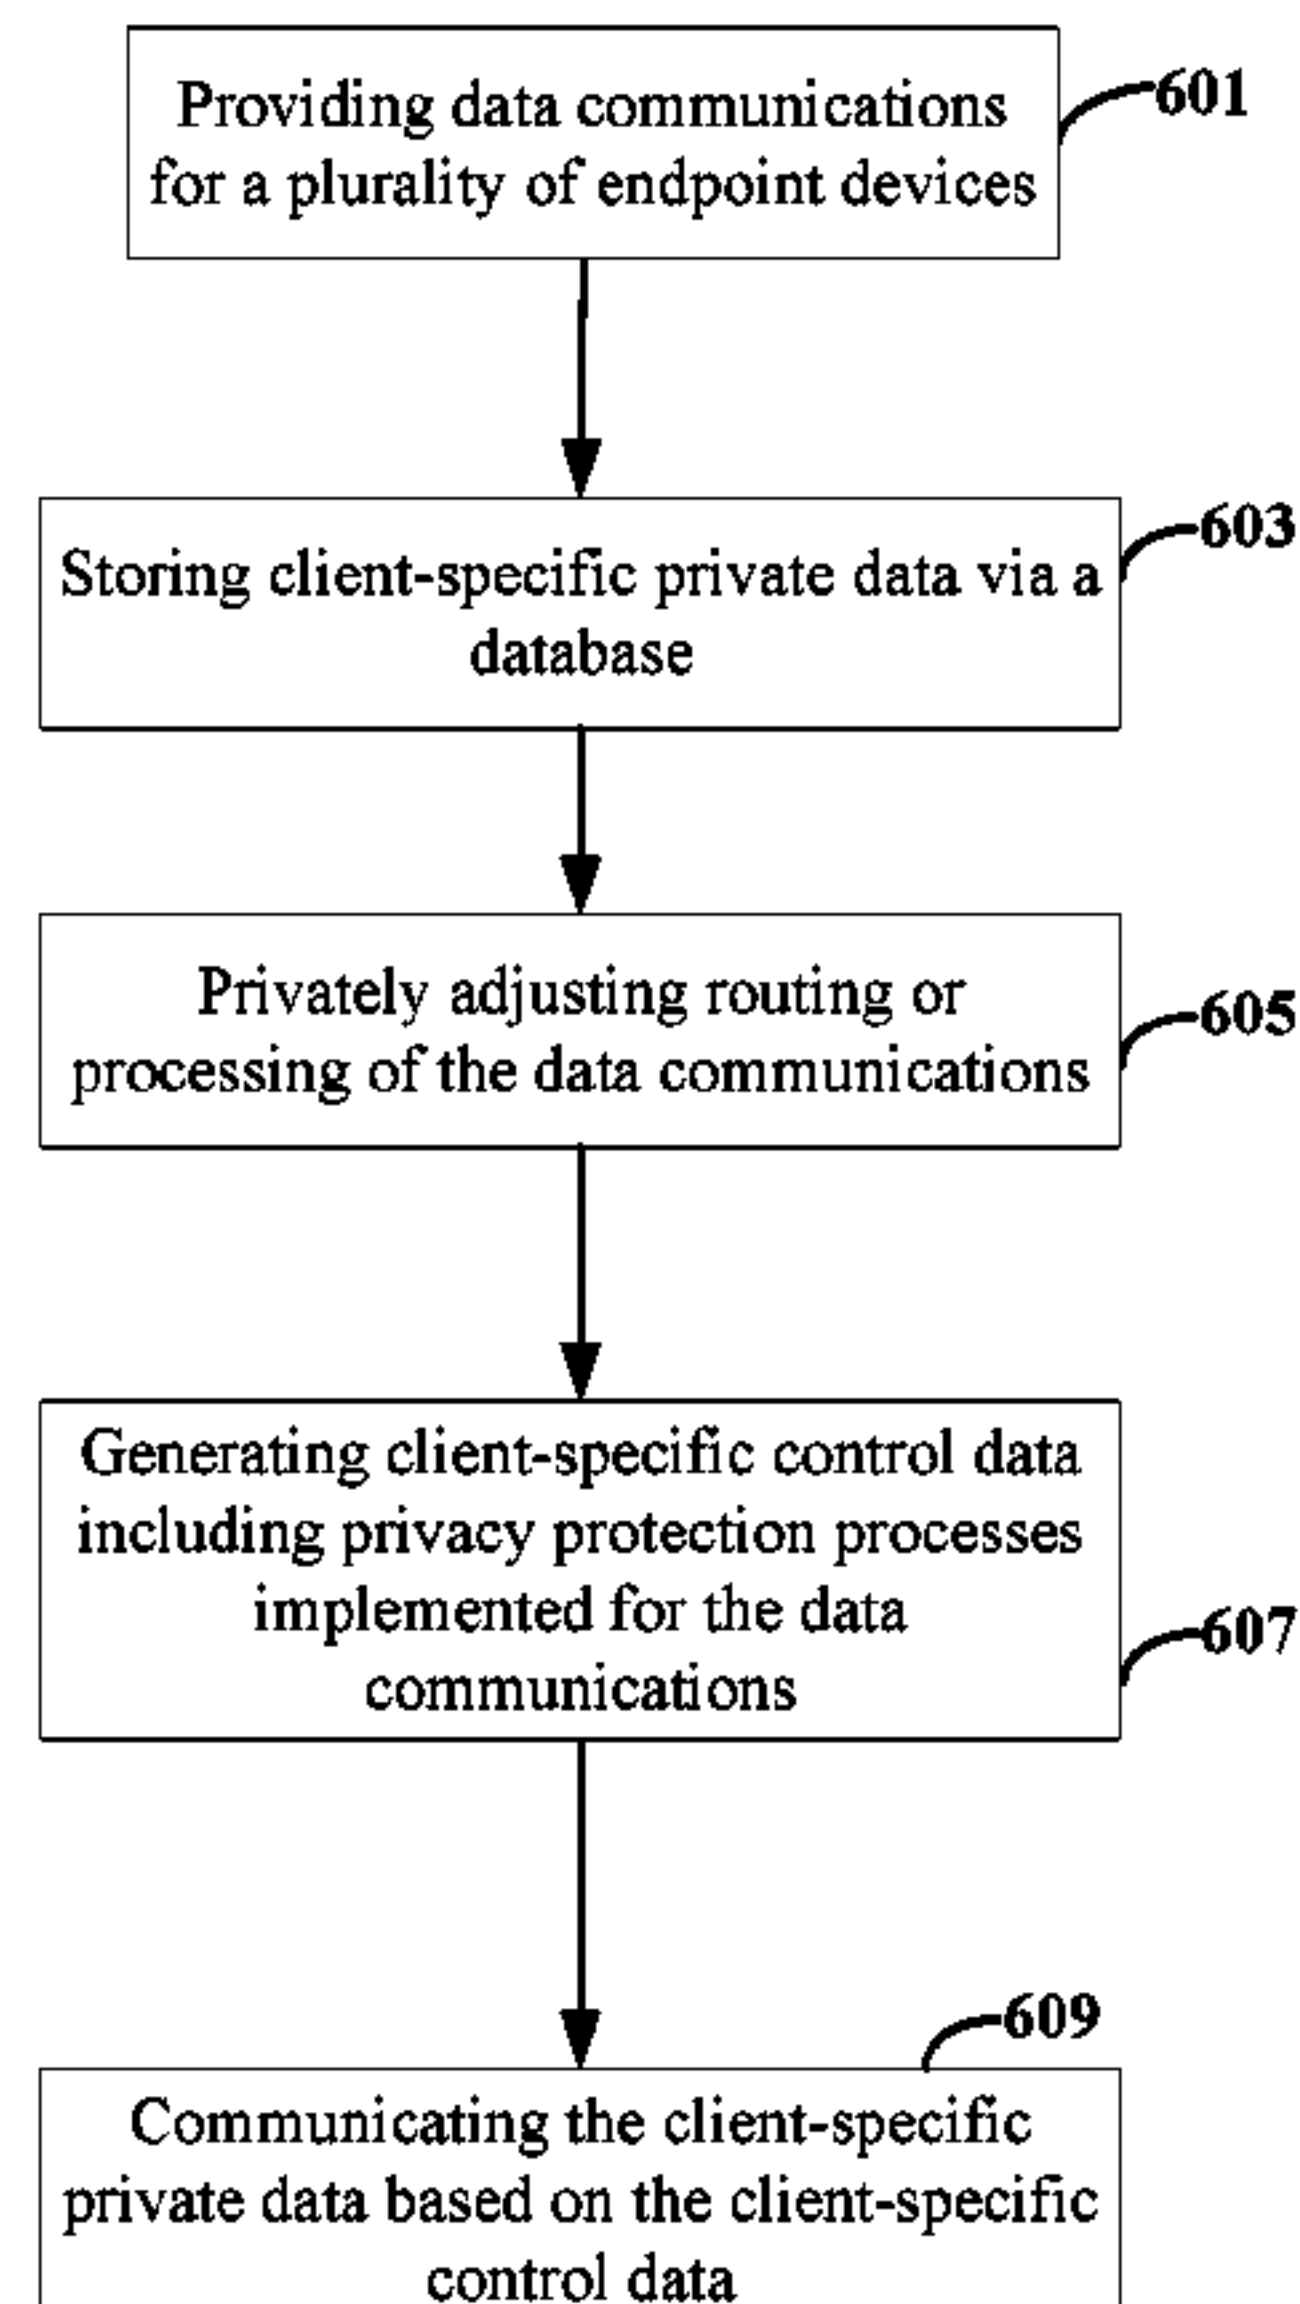 Providing data communications
for a plurality of endpoint devices
601
Storing client-specific private data via a
database
603
Privately adjusting routing or
processing of the data communications
605
Generating client-specific control data
including privacy protection processes
implemented for the data
communications
607
609
Communicating the client-specific
private data based on the client-specific
control data